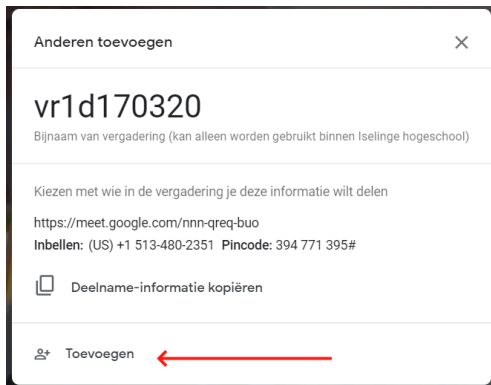 Anderen toevoegen
vr1d170320
Bijnaam van vergadering (kan alleen worden gebruikt binnen Iselinge hogeschool)
Kiezen met wie in de vergadering je deze informatie wilt delen
https://meet.google.com/nnn-qreq-buo
Inbellen: (US) +1 513-480-2351 Pincode: 394 771 395#
Deelname-informatie kopiëren
Toevoegen